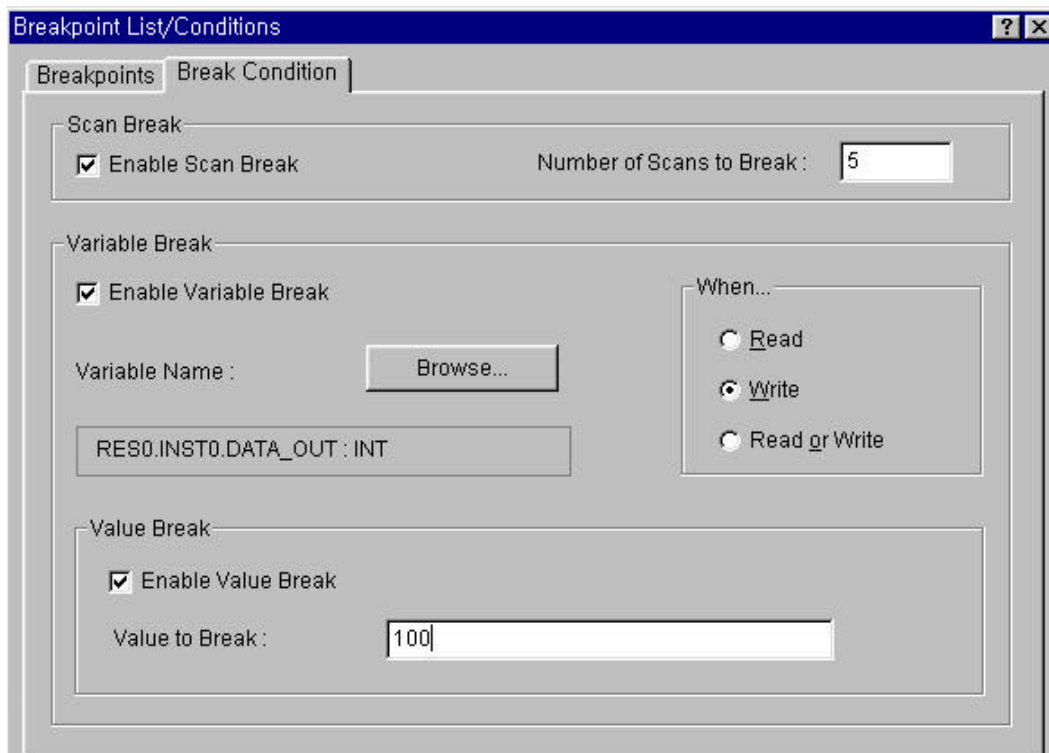 Breakpoint List/Conditions
Breakpoints Break Condition
Scan Break
Enable Scan Break Number of Scans to Break : 5
Variable Break
Enable Variable Break
When...
Read
Variable Name : Browse...
Write
RES0.INST0.DATA_OUT : INT
Read or Write
Value Break
Enable Value Break
Value to Break : 100